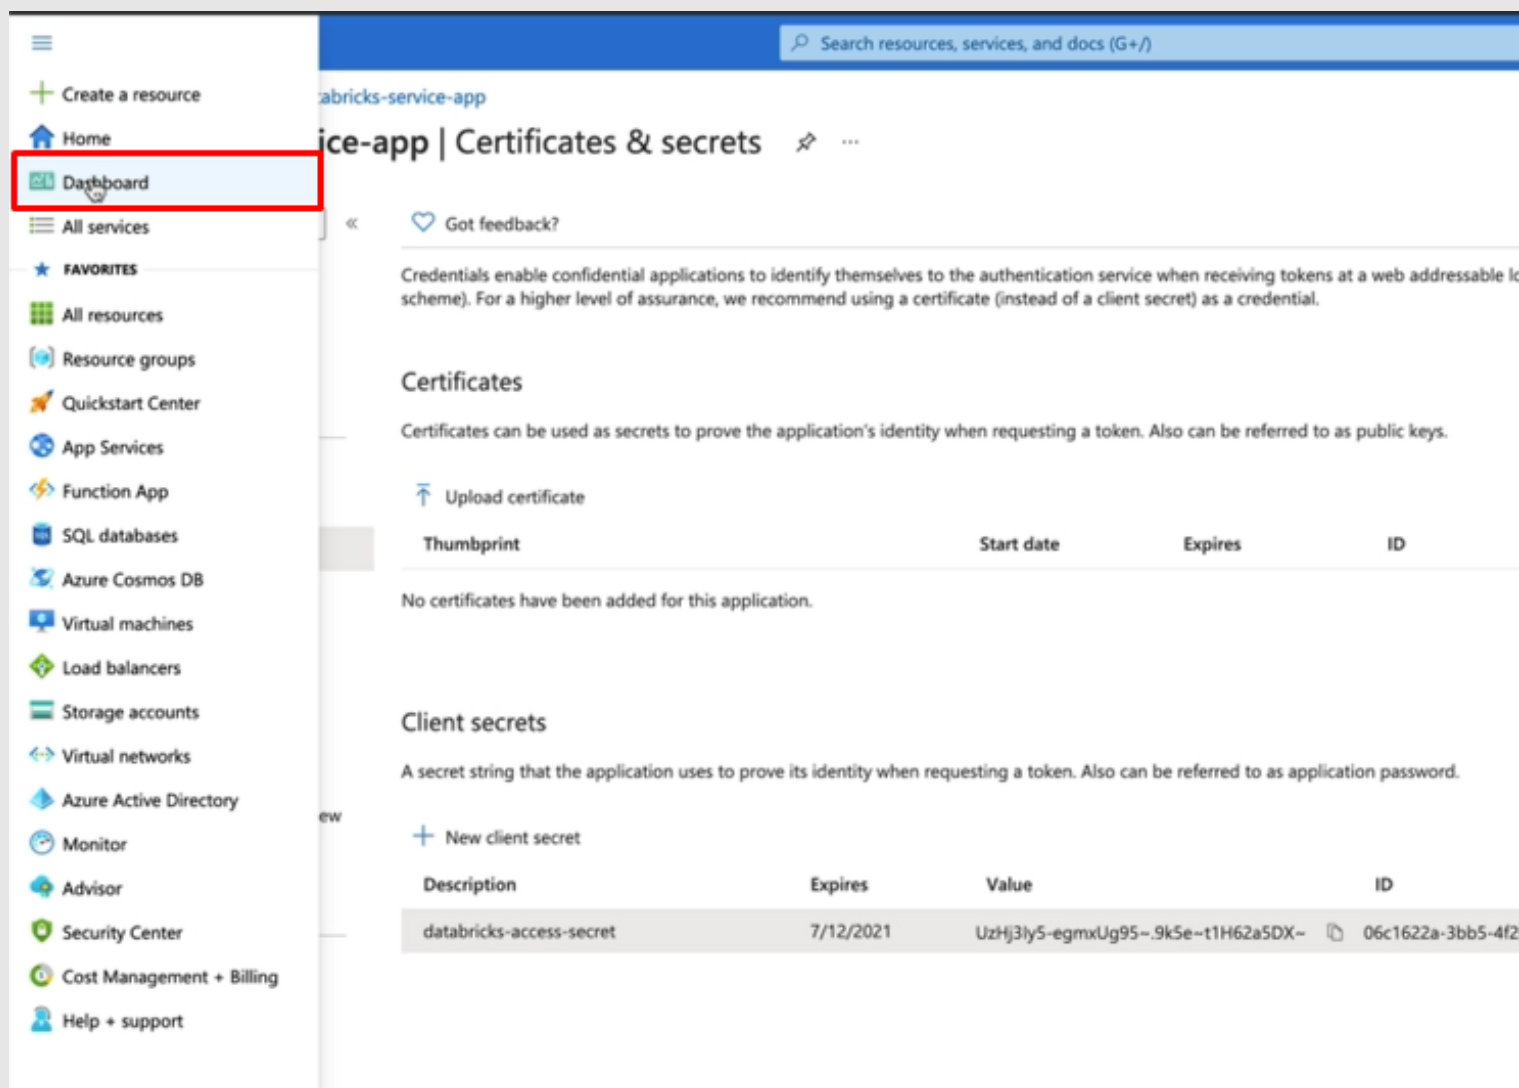 Search resources, services, and docs (G+/)
Create a resource
Home
Dashboard
All services
FAVORITES
All resources
Resource groups
Quickstart Center
App Services
Function App
SQL databases
Azure Cosmos DB
Virtual machines
Load balancers
Storage accounts
Virtual networks
Azure Active Directory
Monitor
Advisor
Security Center
Cost Management + Billing
Help + support
abricks-service-app
ice-app | Certificates & secrets
«
ew
Got feedback?
Credentials enable confidential applications to identify themselves to the authentication service when receiving tokens at a web addressable lo
scheme). For a higher level of assurance, we recommend using a certificate (instead of a client secret) as a credential.
Certificates
Certificates can be used as secrets to prove the application's identity when requesting a token. Also can be referred to as public keys.
Upload certificate
Thumbprint Start date Expires ID
No certificates have been added for this application.
Client secrets
A secret string that the application uses to prove its identity when requesting a token. Also can be referred to as application password.
New client secret
Description Expires Value ID
databricks-access-secret 7/12/2021 UzHj3Iy5-egmxUg95~.9k5e~t1H62a5DX~ 06c1622a-3bb5-4f2